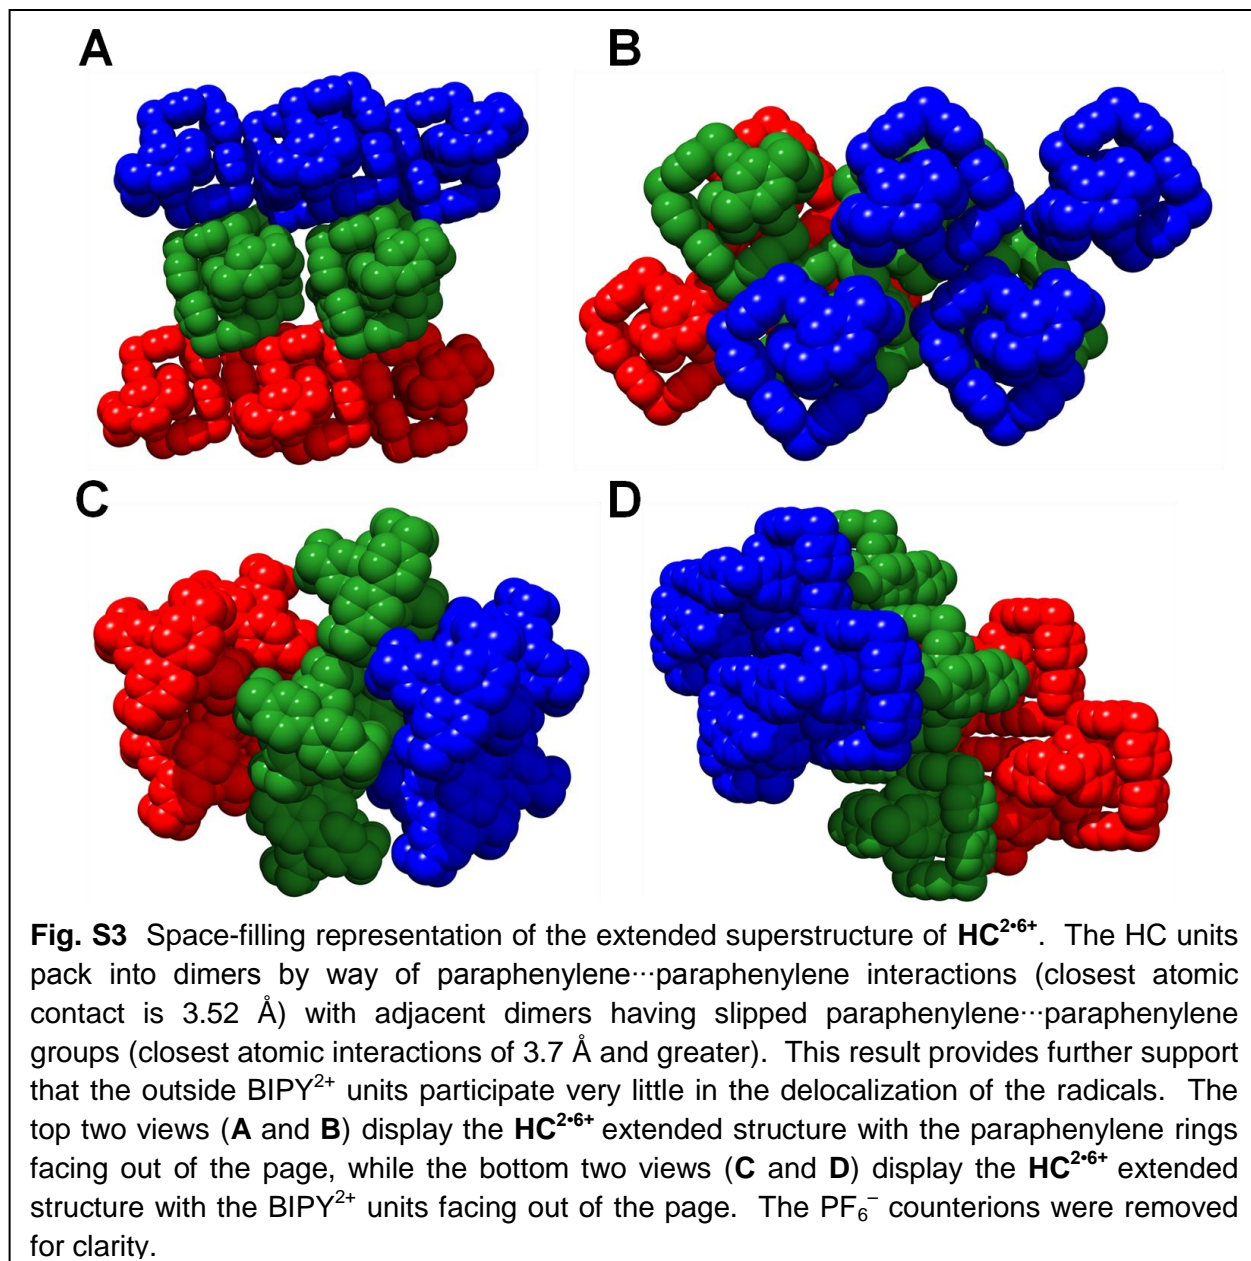 A
B
C
D
Fig. S3 Space-filling representation of the extended superstructure of HC²•⁶⁺. The HC units
pack into dimers by way of paraphenylene···paraphenylene interactions (closest atomic
contact is 3.52 Å) with adjacent dimers having slipped paraphenylene···paraphenylene
groups (closest atomic interactions of 3.7 Å and greater). This result provides further support
that the outside BIPY²⁺ units participate very little in the delocalization of the radicals. The
top two views (A and B) display the HC²•⁶⁺ extended structure with the paraphenylene rings
facing out of the page, while the bottom two views (C and D) display the HC²•⁶⁺ extended
structure with the BIPY²⁺ units facing out of the page. The PF₆⁻ counterions were removed
for clarity.